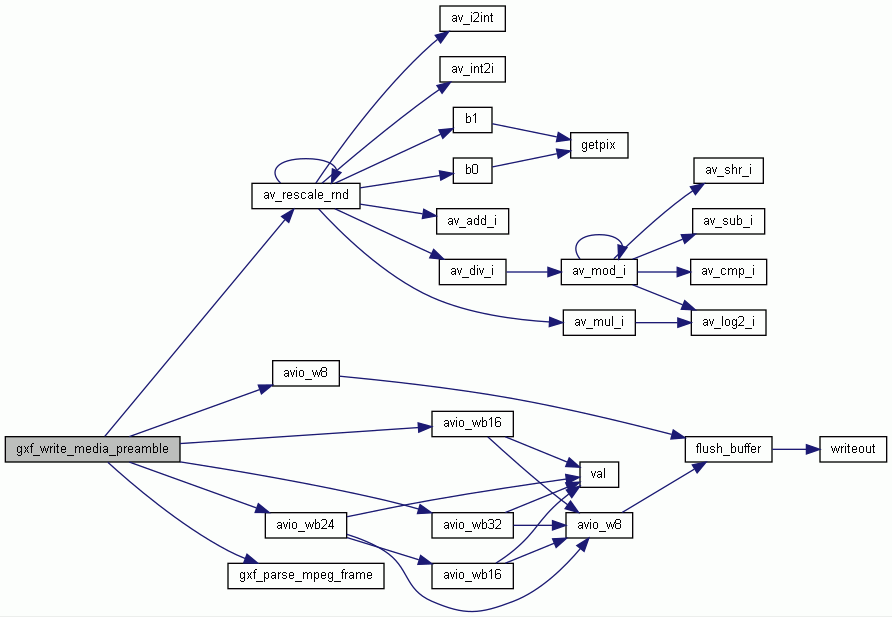 av_i2int
av_int2i
b1
getpix
b0
av_shr_i
av_rescale_rnd
av_add_i
av_sub_i
av_div_i
av_mod_i
av_cmp_i
av_mul_i
av_log2_i
avio_w8
avio_wb16
gxf_write_media_preamble
flush_buffer
writeout
val
avio_wb24
avio_wb32
avio_w8
gxf_parse_mpeg_frame
avio_wb16